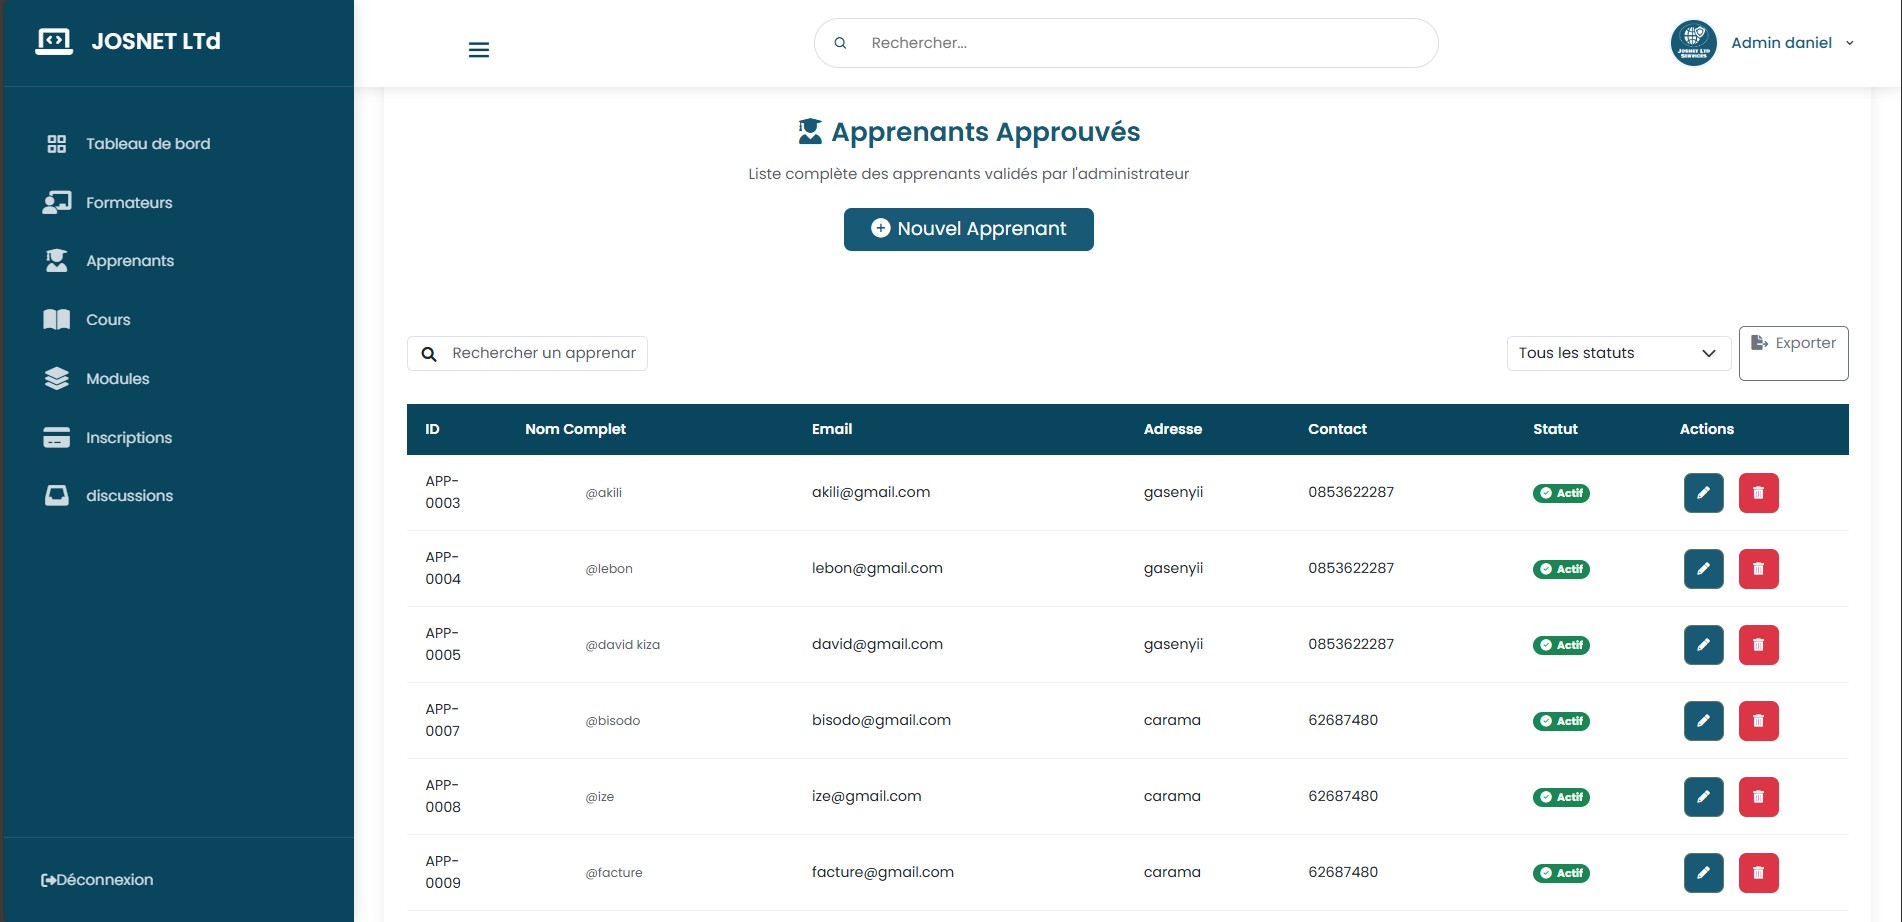 JOSNET LTd
Rechercher...
JOSNET LTD
SERVICES
Admin daniel
Tableau de bord
Formateurs
Apprenants
Cours
Modules
Inscriptions
discussions
Déconnexion
Apprenants Approuvés
Liste complète des apprenants validés par l'administrateur
Nouvel Apprenant
Rechercher un apprenar
Tous les statuts
Exporter
ID Nom Complet Email Adresse Contact Statut Actions
APP-
0003 @akili akili@gmail.com gasenyii 0853622287 Actif
APP-
0004 @lebon lebon@gmail.com gasenyii 0853622287 Actif
APP-
0005 @david kiza david@gmail.com gasenyii 0853622287 Actif
APP-
0007 @bisodo bisodo@gmail.com carama 62687480 Actif
APP-
0008 @ize ize@gmail.com carama 62687480 Actif
APP-
0009 @facture facture@gmail.com carama 62687480 Actif